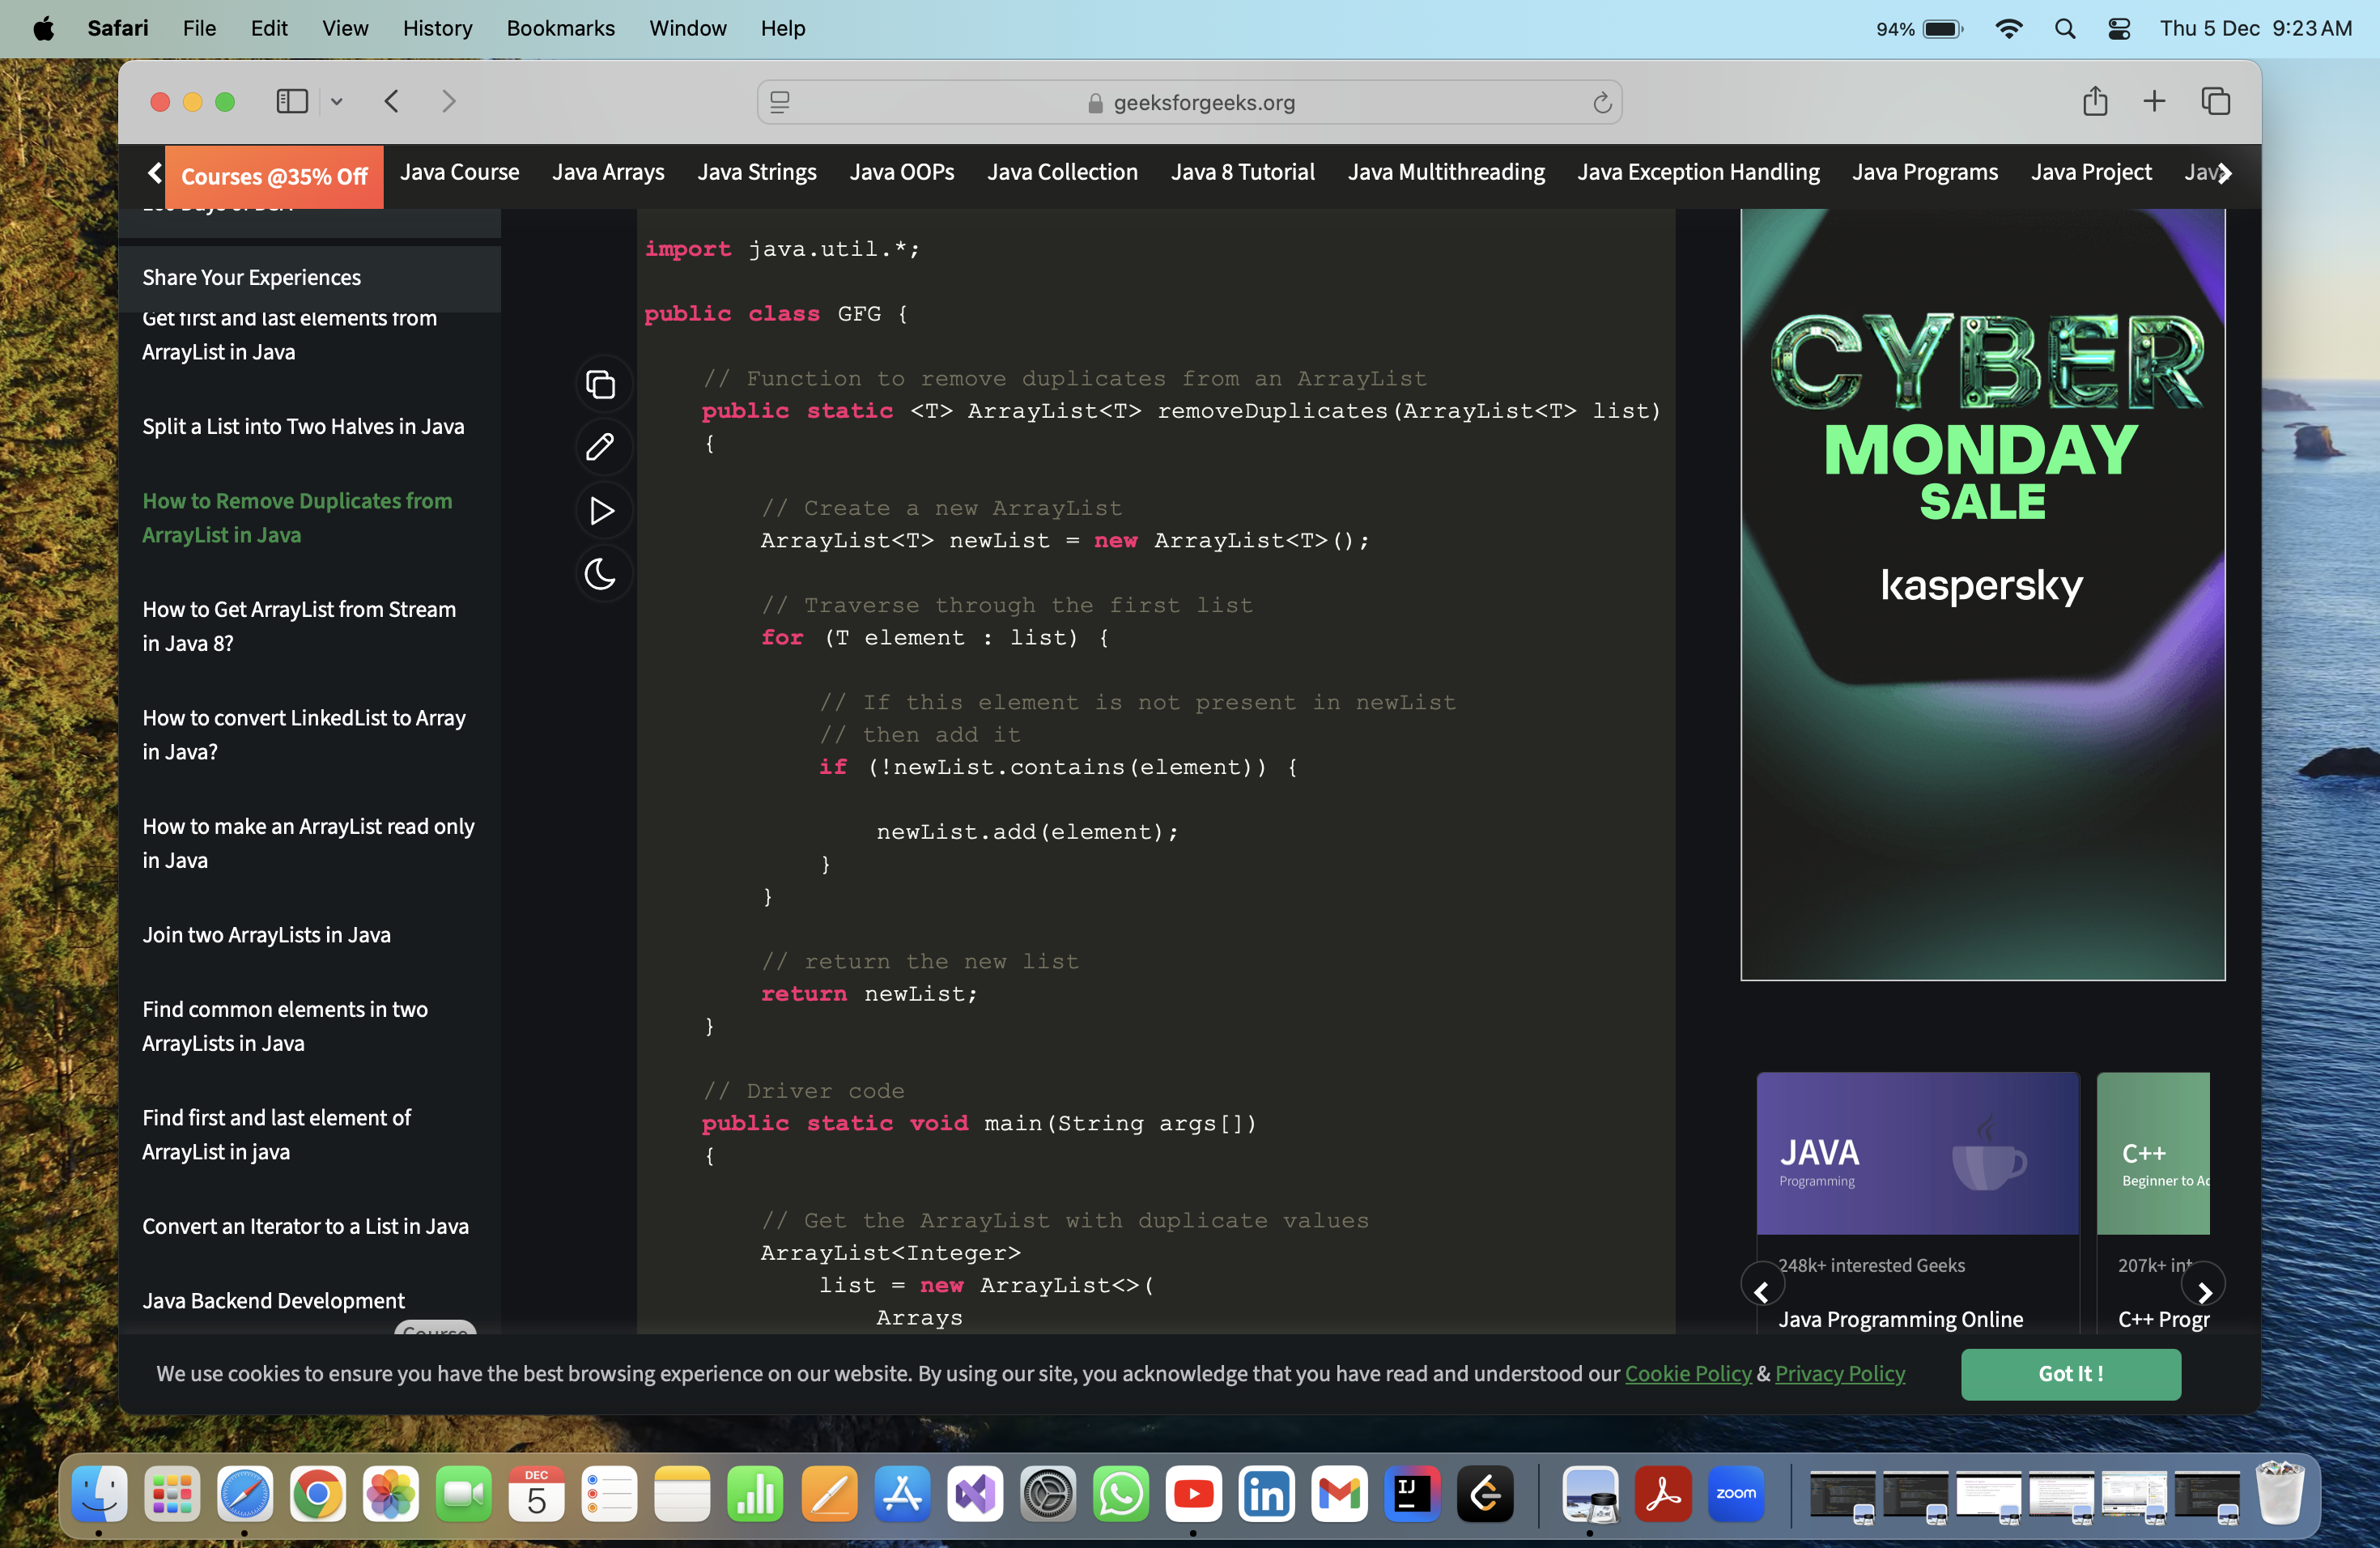 Safari File Edit View History Bookmarks Window Help
94% Thu 5 Dec 9:23 AM
geeksforgeeks.org
Courses @35% Off Java Course Java Arrays Java Strings Java OOPs Java Collection Java 8 Tutorial Java Multithreading Java Exception Handling Java Programs Java Project
Share Your Experiences
Get first and last elements from
ArrayList in Java
Split a List into Two Halves in Java
How to Remove Duplicates from
ArrayList in Java
How to Get ArrayList from Stream
in Java 8?
How to convert LinkedList to Array
in Java?
How to make an ArrayList read only
in Java
Join two ArrayLists in Java
Find common elements in two
ArrayLists in Java
Find first and last element of
ArrayList in java
Convert an Iterator to a List in Java
Java Backend Development
Course
import java.util.*;
public class GFG {
// Function to remove duplicates from an ArrayList
public static <T> ArrayList<T> removeDuplicates(ArrayList<T> list)
{
// Create a new ArrayList
ArrayList<T> newList = new ArrayList<T>();
// Traverse through the first list
for (T element : list) {
// If this element is not present in newList
// then add it
if (!newList.contains(element)) {
newList.add(element);
}
}
// return the new list
return newList;
}
// Driver code
public static void main(String args[])
{
// Get the ArrayList with duplicate values
ArrayList<Integer>
list = new ArrayList<>(
Arrays
CYBER
MONDAY
SALE
kaspersky
JAVA
Programming
248k+ interested Geeks
Java Programming Online
C++
Beginner to
207k+
C++
We use cookies to ensure you have the best browsing experience on our website. By using our site, you acknowledge that you have read and understood our Cookie Policy & Privacy Policy
Got It !
DEC
5
IJ
zoom